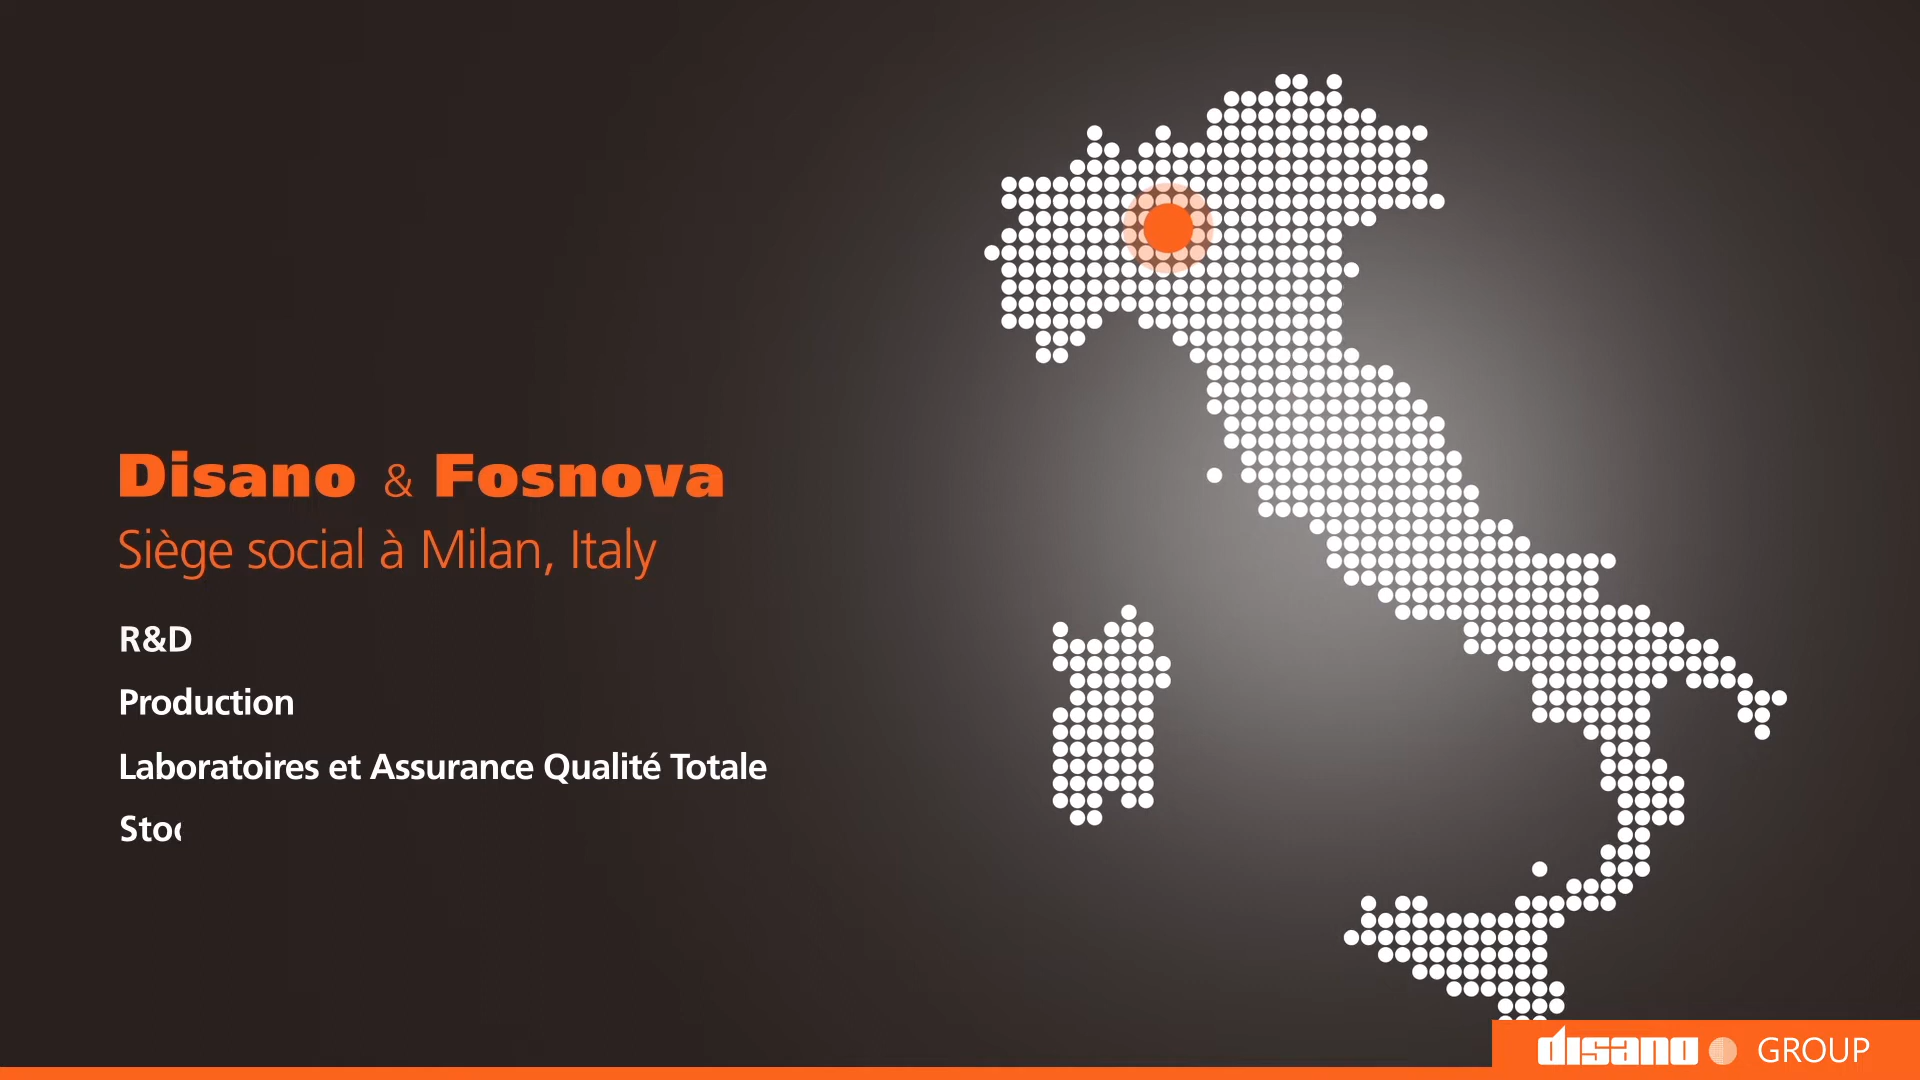 Disano & Fosnova
Siège social à Milan, Italy
R&D
Production
Laboratoires et Assurance Qualité Totale
disano GROUP